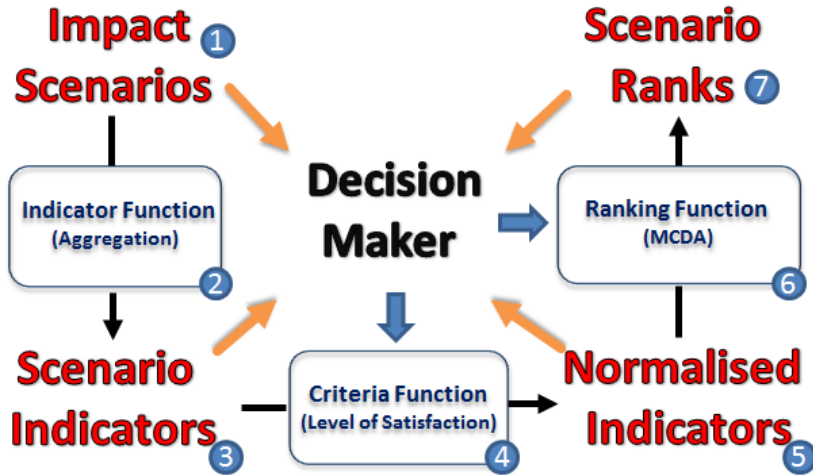 Impact
Scenarios
1
Indicator Function
(Aggregation)
2
Scenario
Indicators
3
Decision
Maker
Criteria Function
(Level of Satisfaction)
4
Normalised
Indicators
5
Ranking Function
(MCDA)
6
Scenario
Ranks
7